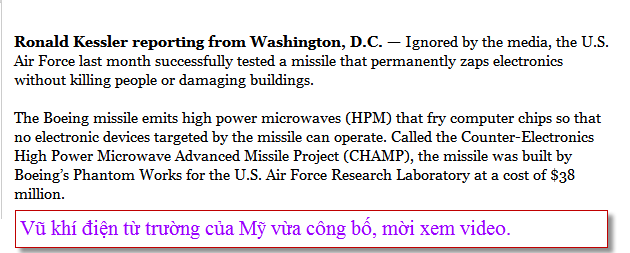 Ronald Kessler reporting from Washington, D.C. — Ignored by the media, the U.S.
Air Force last month successfully tested a missile that permanently zaps electronics
without killing people or damaging buildings.
The Boeing missile emits high power microwaves (HPM) that fry computer chips so that
no electronic devices targeted by the missile can operate. Called the Counter-Electronics
High Power Microwave Advanced Missile Project (CHAMP), the missile was built by
Boeing’s Phantom Works for the U.S. Air Force Research Laboratory at a cost of $38
million.
Vũ khí điện từ trường của Mỹ vừa công bố, mời xem video.